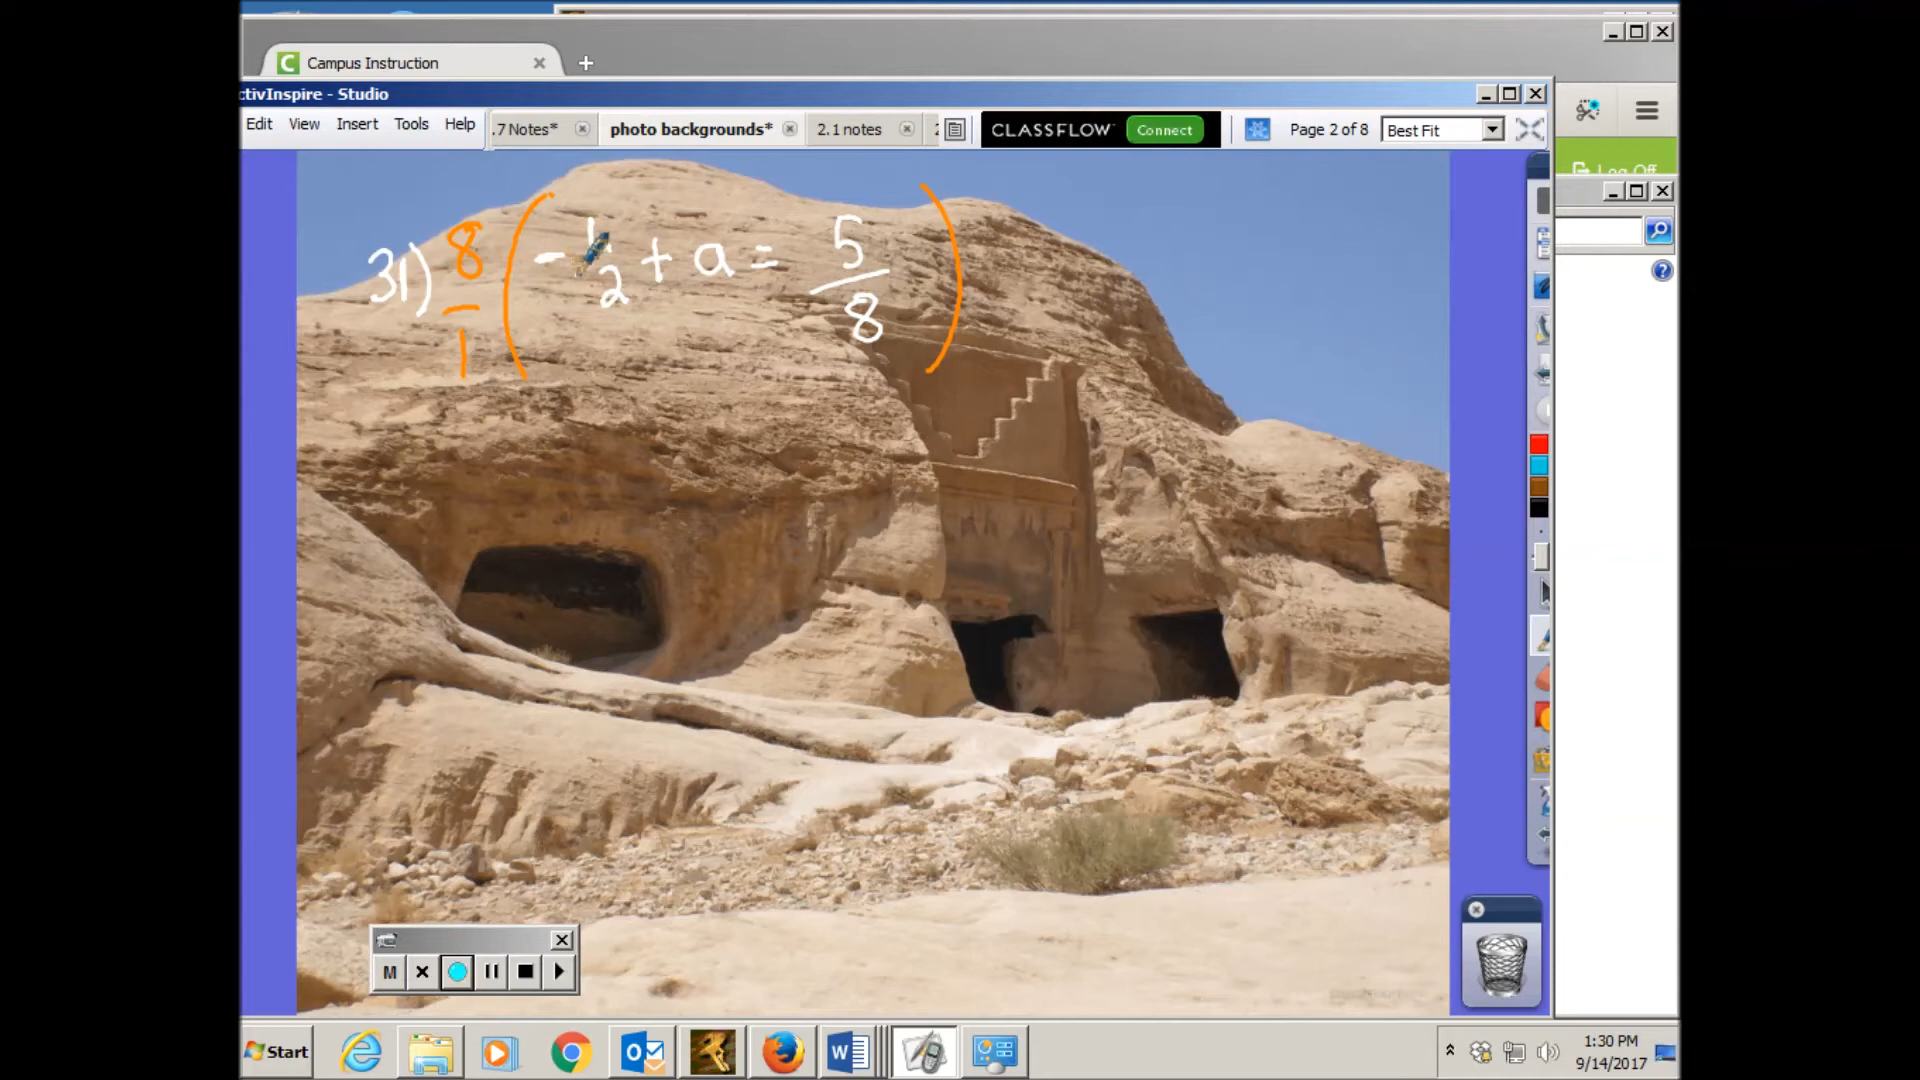 Campus Instruction
ctivInspire - Studio
Edit View Insert Tools Help
.7 Notes* photo backgrounds* 2.1 notes CLASSFLOW Connect Page 2 of 8 Best Fit
Log Off
31) 8/1 ( -1/2 + a = 5/8 )
M
Start
1:30 PM
9/14/2017